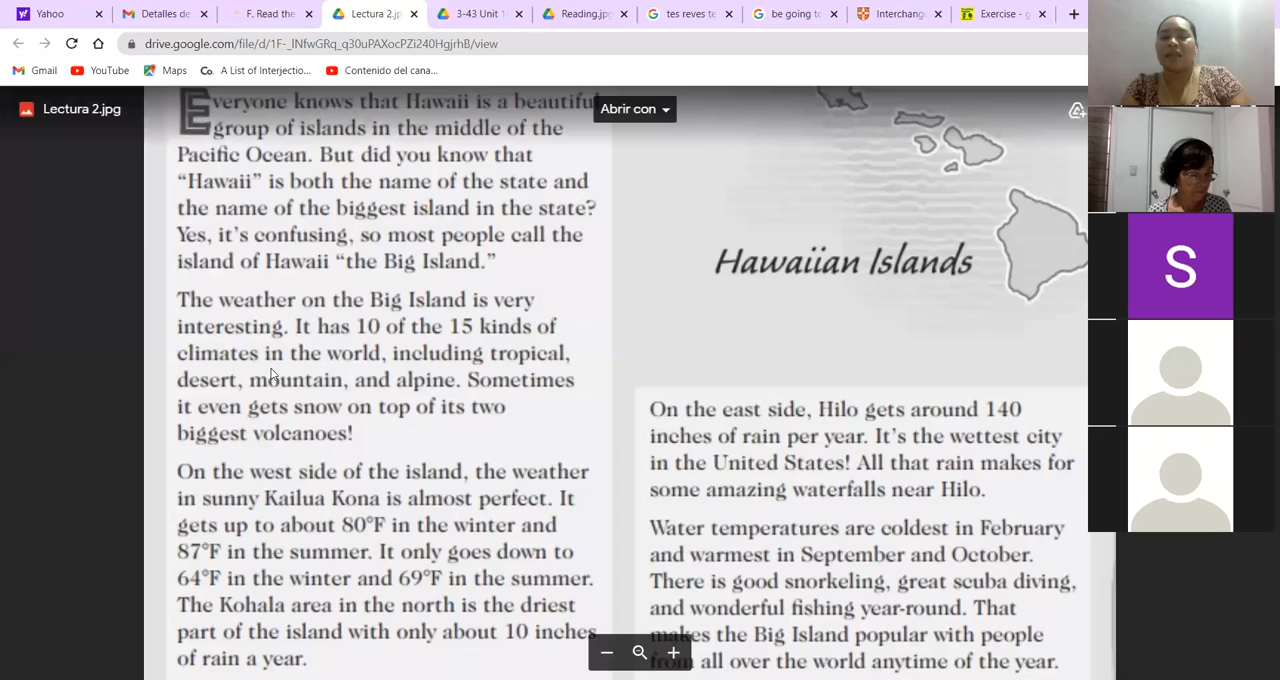 Yahoo
Detalles de
F. Read the
Lectura 2.jp
3-43 Unit 1
Reading.jpg
tes reves te
be going to
Interchange
Exercise - g
drive.google.com/file/d/1F-_lNfwGRq_q30uPAXocPZi240HgjrhB/view
Gmail
YouTube
Maps
Co. A List of Interjectio...
Contenido del cana...
Lectura 2.jpg
Abrir con
Everyone knows that Hawaii is a beautiful
group of islands in the middle of the
Pacific Ocean. But did you know that
“Hawaii” is both the name of the state and
the name of the biggest island in the state?
Yes, it’s confusing, so most people call the
island of Hawaii “the Big Island.”
The weather on the Big Island is very
interesting. It has 10 of the 15 kinds of
climates in the world, including tropical,
desert, mountain, and alpine. Sometimes
it even gets snow on top of its two
biggest volcanoes!
On the west side of the island, the weather
in sunny Kailua Kona is almost perfect. It
gets up to about 80°F in the winter and
87°F in the summer. It only goes down to
64°F in the winter and 69°F in the summer.
The Kohala area in the north is the driest
part of the island with only about 10 inches
of rain a year.
Hawaiian Islands
On the east side, Hilo gets around 140
inches of rain per year. It’s the wettest city
in the United States! All that rain makes for
some amazing waterfalls near Hilo.
Water temperatures are coldest in February
and warmest in September and October.
There is good snorkeling, great scuba diving,
and wonderful fishing year-round. That
makes the Big Island popular with people
from all over the world anytime of the year.
S